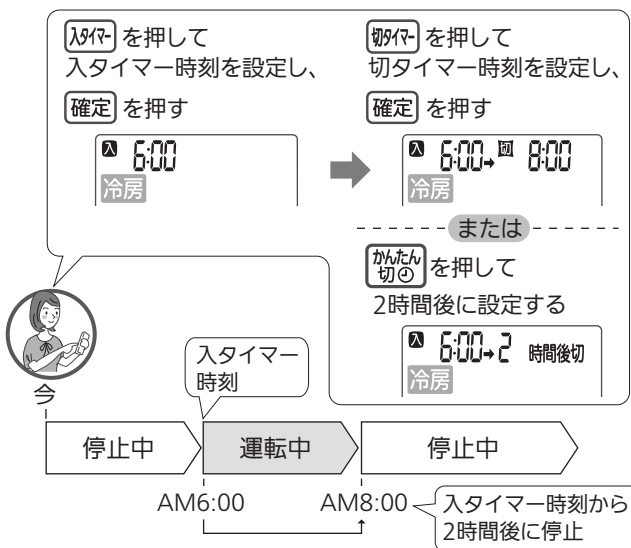 入タイマー を押して
入タイマー時刻を設定し、
確定 を押す
入 6:00
冷房
切タイマー を押して
切タイマー時刻を設定し、
確定 を押す
入 6:00→切 8:00
冷房
または
かんたん
切 を押して
2時間後に設定する
入 6:00→2 時間後切
冷房
今
入タイマー
時刻
停止中
運転中
停止中
AM6:00
AM8:00
入タイマー時刻から
2時間後に停止